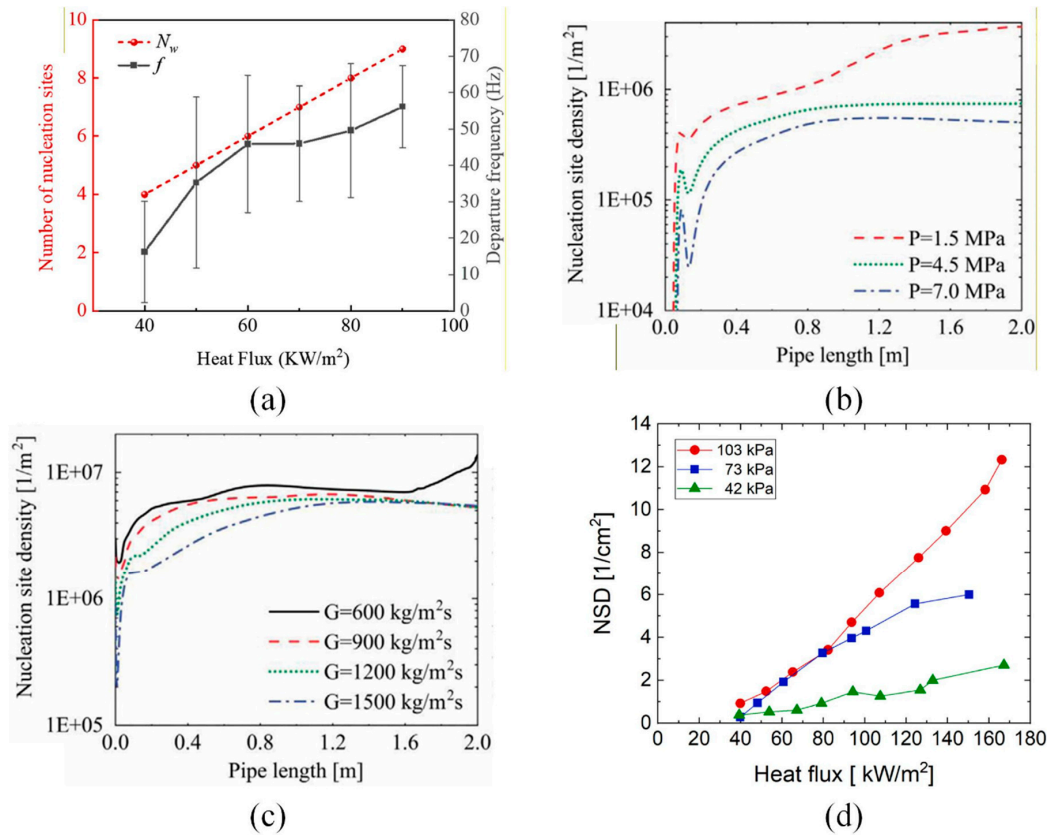 10
8
6
4
2
0
Number of nucleation sites
N_w
f
80
70
60
50
40
30
20
10
0
Departure frequency (Hz)
40
60
80
100
Heat Flux (KW/m²)
(a)
Nucleation site density [1/m²]
1E+06
1E+05
1E+04
P=1.5 MPa
P=4.5 MPa
P=7.0 MPa
0.0
0.4
0.8
1.2
1.6
2.0
Pipe length [m]
(b)
Nucleation site density [1/m²]
1E+07
1E+06
1E+05
G=600 kg/m²s
G=900 kg/m²s
G=1200 kg/m²s
G=1500 kg/m²s
0.0
0.4
0.8
1.2
1.6
2.0
Pipe length [m]
(c)
NSD [1/cm²]
14
12
10
8
6
4
2
0
103 kPa
73 kPa
42 kPa
0
20
40
60
80
100
120
140
160
180
Heat flux [ kW/m²]
(d)